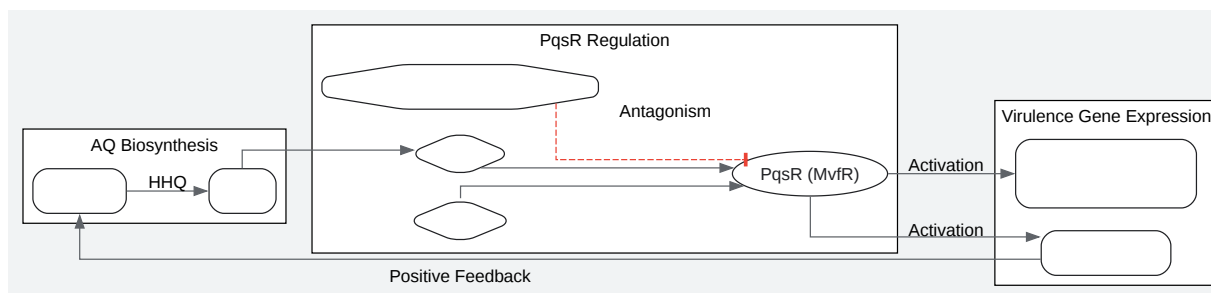 PqsR Regulation
Antagonism
AQ Biosynthesis
HHQ
PqsR (MvfR)
Activation
Activation
Virulence Gene Expression
Positive Feedback